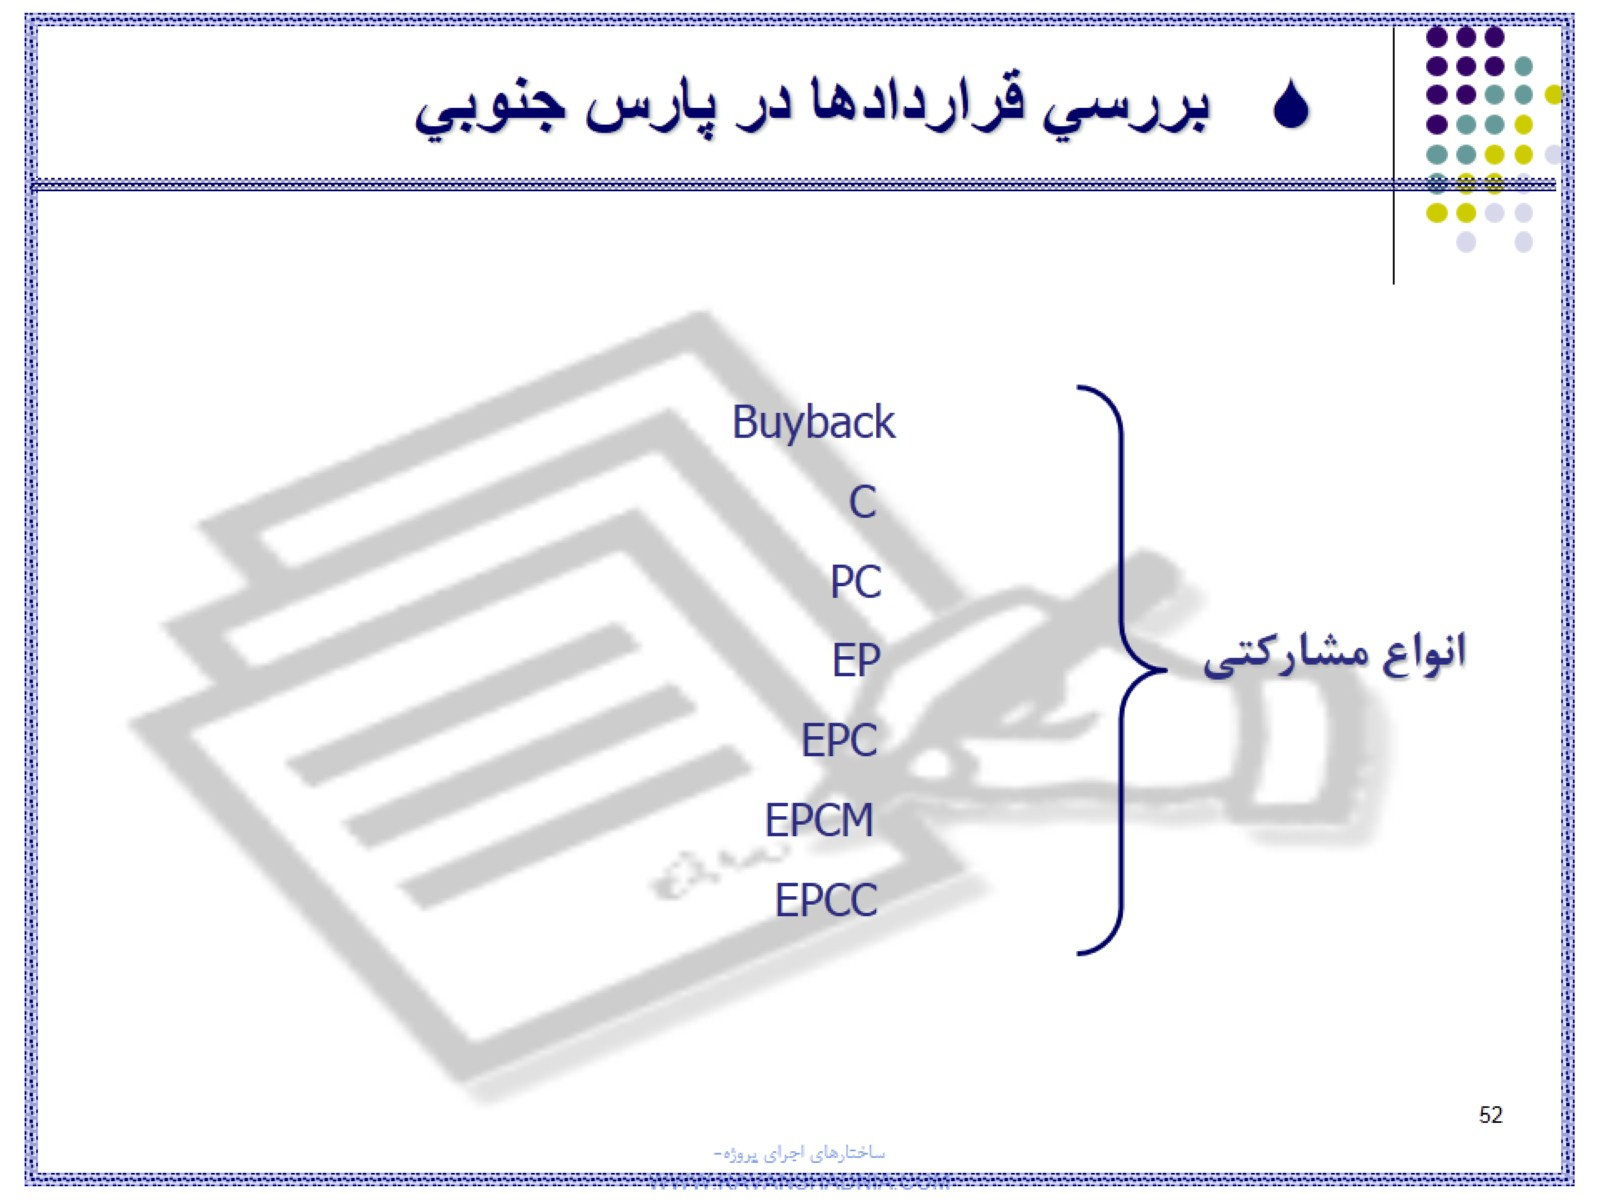 بررسي قراردادها در پارس جنوبي
Buyback
C
PC
EP
EPC
EPCM
EPCC
انواع مشارکتی
52
ساختارهای اجرای پروژه-